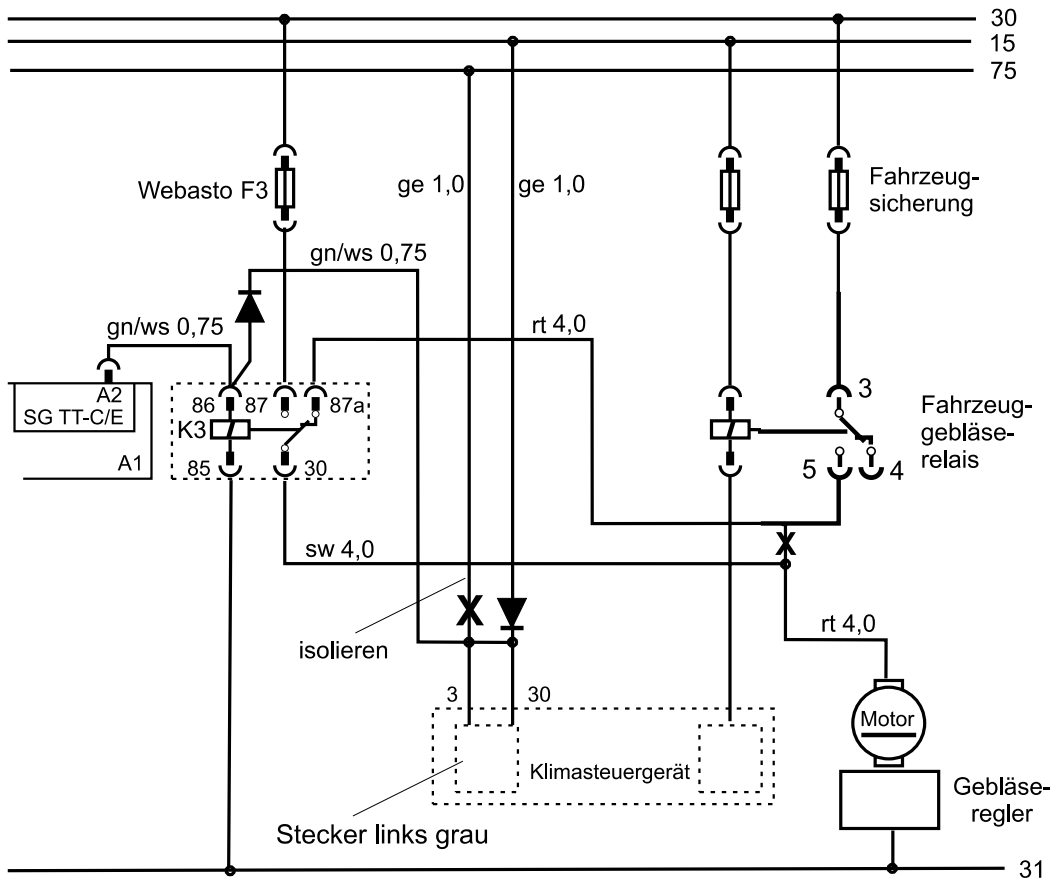 30
15
75
Webasto F3
ge 1,0
ge 1,0
Fahrzeug-
sicherung
gn/ws 0,75
gn/ws 0,75
rt 4,0
A2
SG TT-C/E
A1
86
87
87a
K3
85
30
3
Fahrzeug-
gebläse-
relais
5
4
sw 4,0
X
X
isolieren
rt 4,0
3
30
Motor
Klimasteuergerät
Gebläse-
regler
Stecker links grau
31